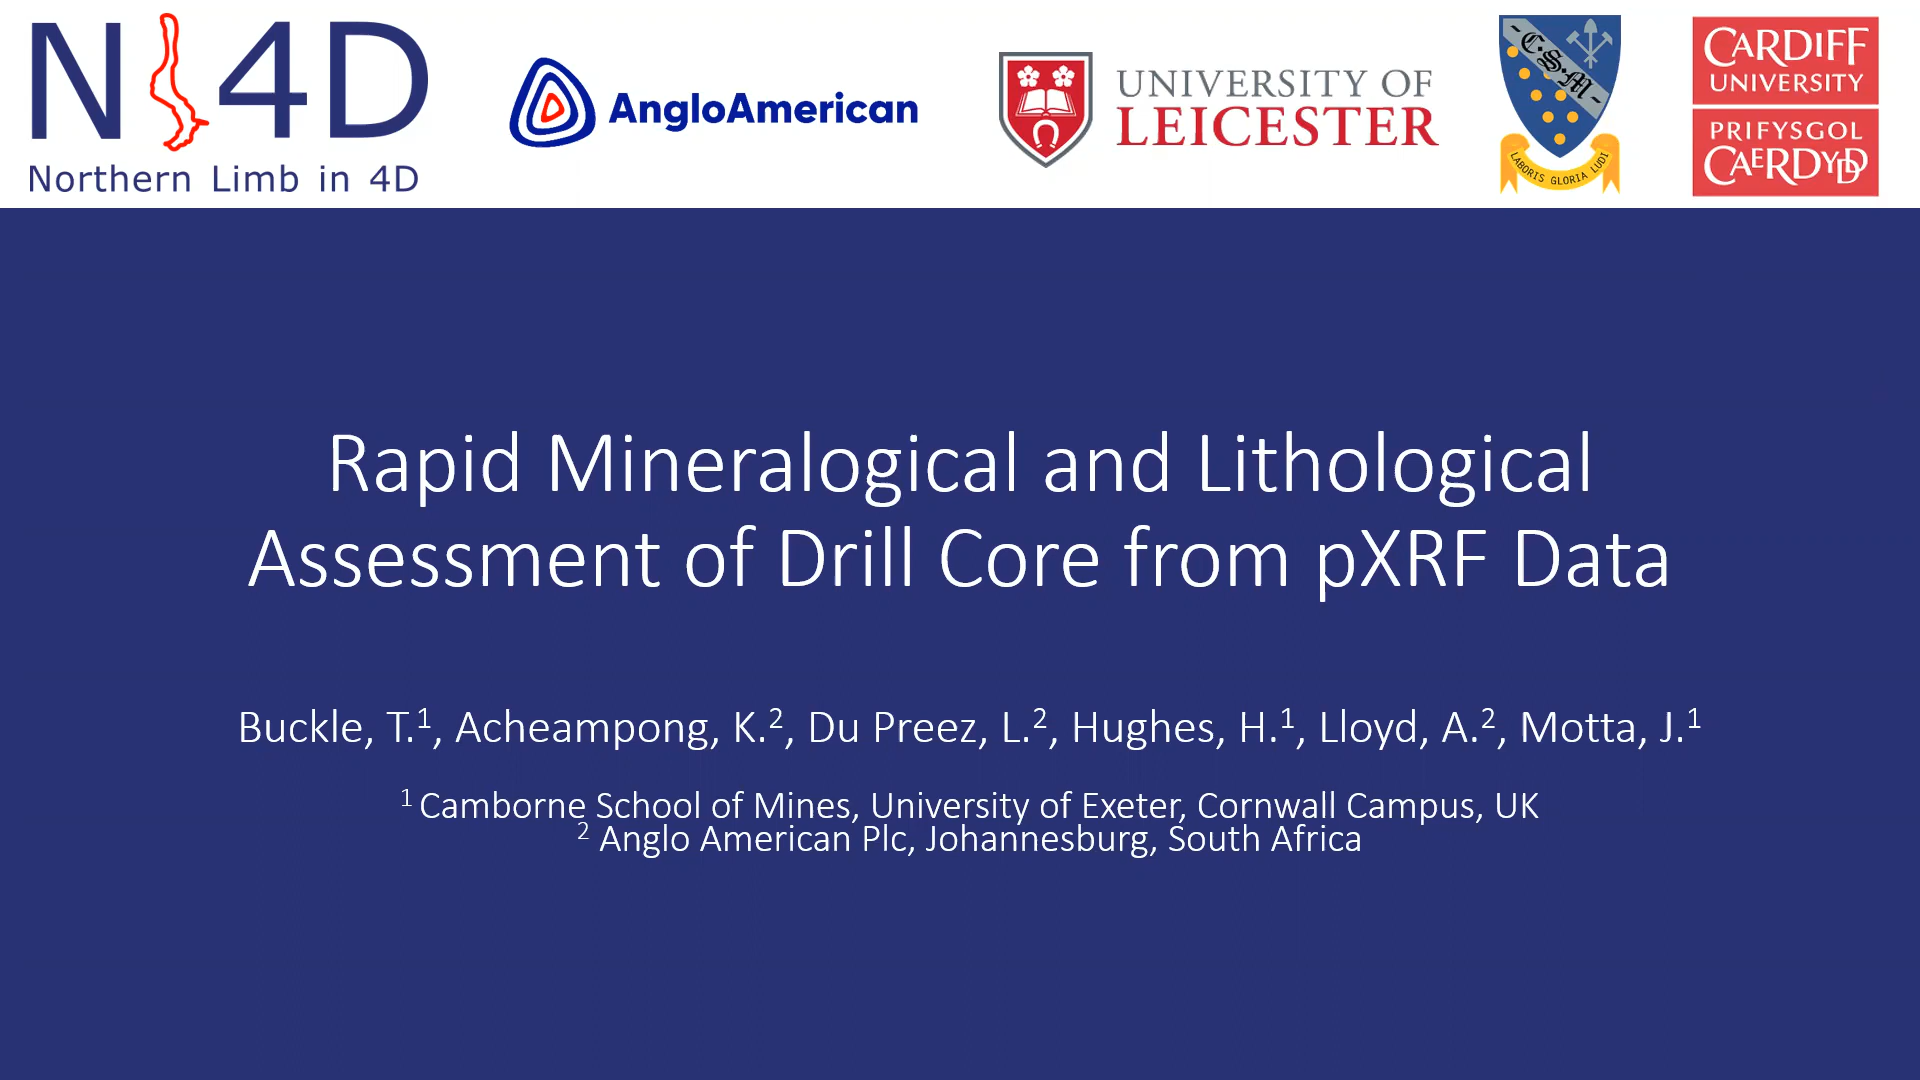 N 4D
Northern Limb in 4D
AngloAmerican
UNIVERSITY OF
LEICESTER
- C.S.M -
LABORIS GLORIA LUDI
CARDIFF
UNIVERSITY
PRIFYSGOL
CAERDYDD
Rapid Mineralogical and Lithological
Assessment of Drill Core from pXRF Data
Buckle, T.¹, Acheampong, K.², Du Preez, L.², Hughes, H.¹, Lloyd, A.², Motta, J.¹
¹ Camborne School of Mines, University of Exeter, Cornwall Campus, UK
² Anglo American Plc, Johannesburg, South Africa